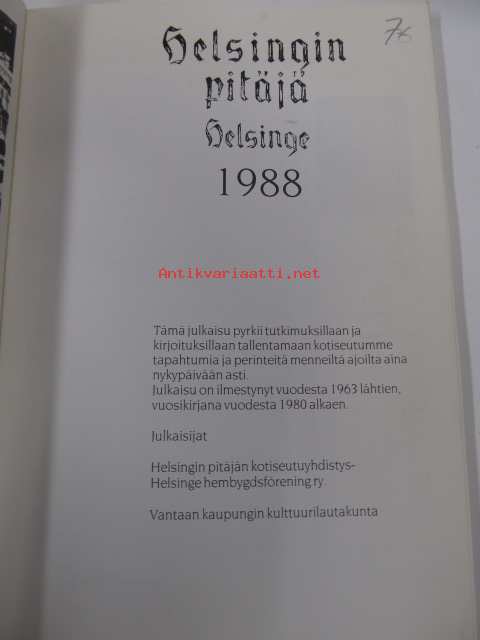 76
Helsingin
pitäjä
Helsinge
1988
Antikvariaatti.net
Tämä julkaisu pyrkii tutkimuksillaan ja
kirjoituksillaan tallentamaan kotiseutumme
tapahtumia ja perinteitä menneiltä ajoilta aina
nykypäivään asti.
Julkaisu on ilmestynyt vuodesta 1963 lähtien,
vuosikirjana vuodesta 1980 alkaen.
Julkaisijat
Helsingin pitäjän kotiseutuyhdistys-
Helsinge hembygdsförening ry.
Vantaan kaupungin kulttuurilautakunta